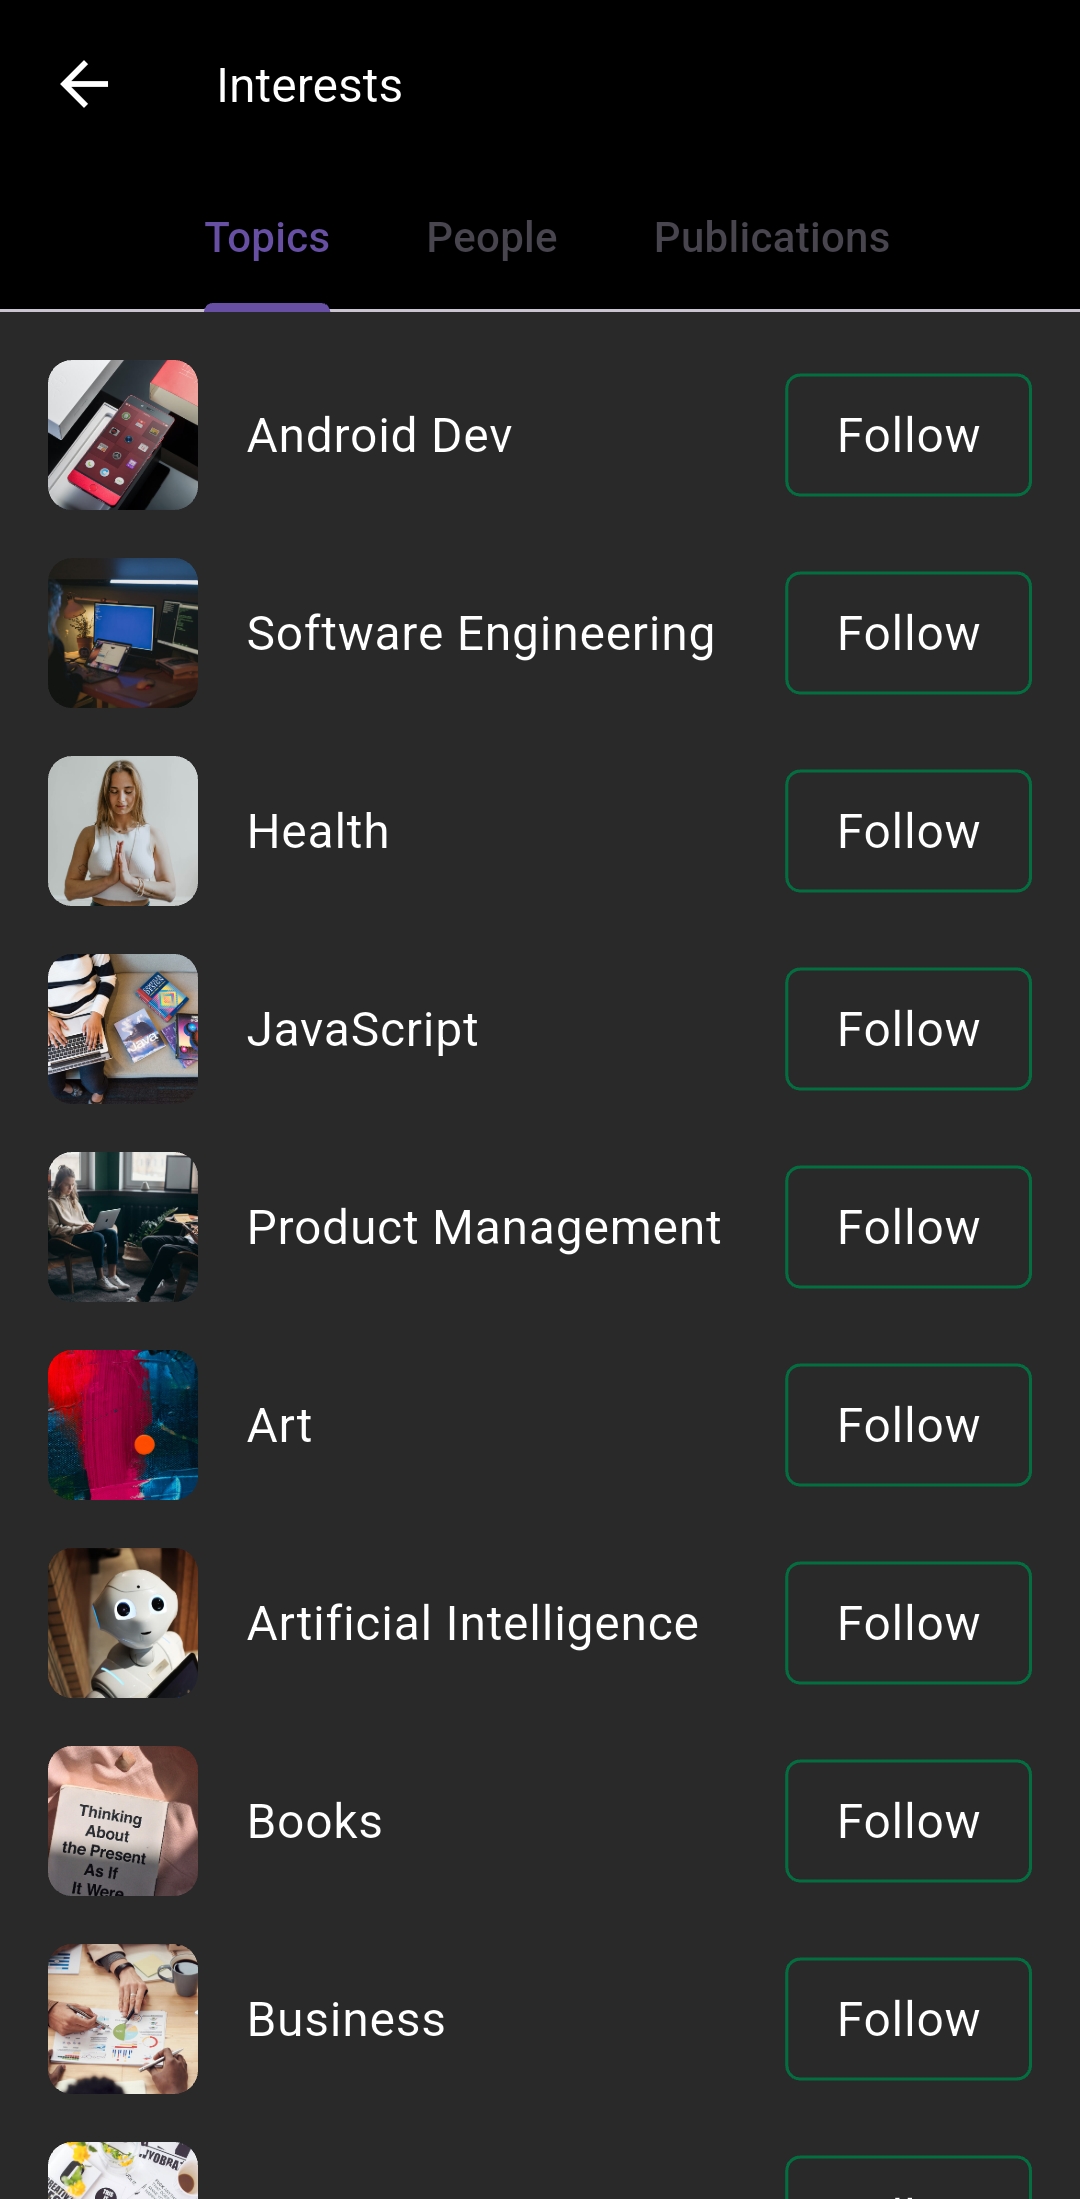 Interests
Topics People Publications
Android Dev Follow
Software Engineering Follow
Health Follow
JavaScript Follow
Java
Product Management Follow
Art Follow
Artificial Intelligence Follow
Books Follow
Thinking
About
the Present
As If
It Were
Business Follow